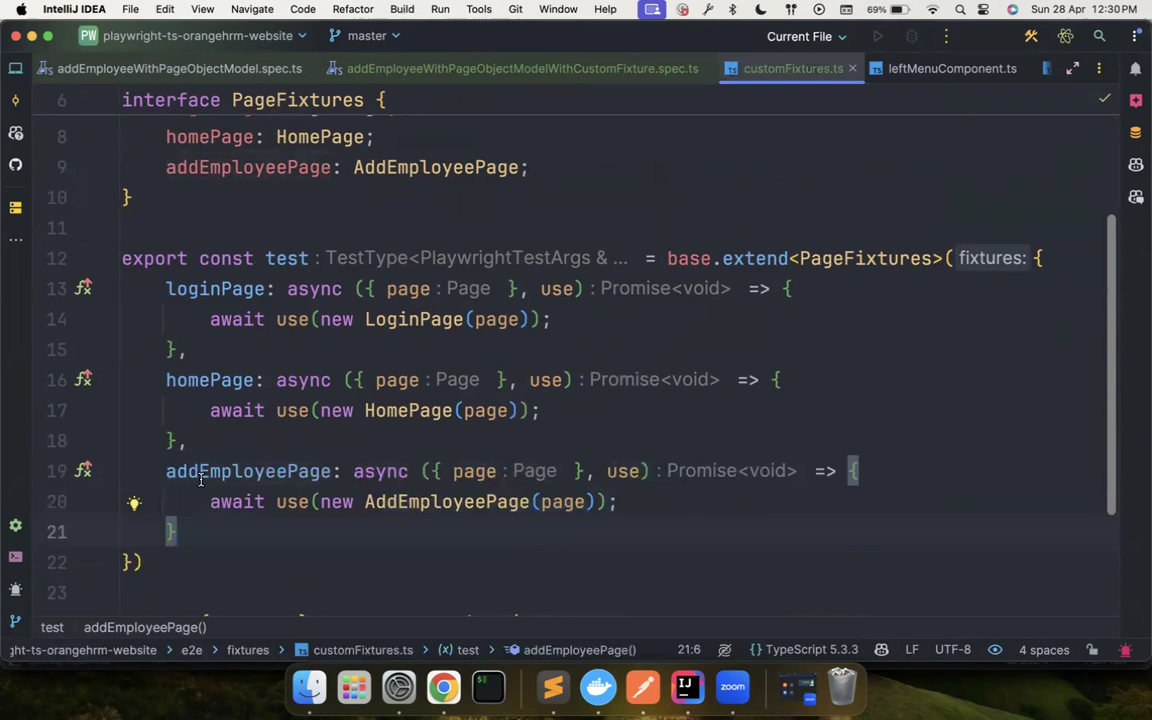 IntelliJ IDEA File Edit View Navigate Code Refactor Build Run Tools Git Window Help 69% Sun 28 Apr 12:30 PM
PW playwright-ts-orangehrm-website master Current File
addEmployeeWithPageObjectModel.spec.ts addEmployeeWithPageObjectModelWithCustomFixture.spec.ts customFixtures.ts leftMenuComponent.ts
6 interface PageFixtures {
8 homePage: HomePage;
9 addEmployeePage: AddEmployeePage;
10 }
11
12 export const test : TestType<PlaywrightTestArgs & ... = base.extend<PageFixtures>( fixtures: {
13 loginPage: async ({ page : Page }, use) : Promise<void> => {
14 await use(new LoginPage(page));
15 },
16 homePage: async ({ page : Page }, use) : Promise<void> => {
17 await use(new HomePage(page));
18 },
19 addEmployeePage: async ({ page : Page }, use) : Promise<void> => {
20 await use(new AddEmployeePage(page));
21 }
22 })
23
test addEmployeePage()
ght-ts-orangehrm-website > e2e > fixtures > customFixtures.ts > test > addEmployeePage() 21:6 TypeScript 5.3.3 LF UTF-8 4 spaces
zoom